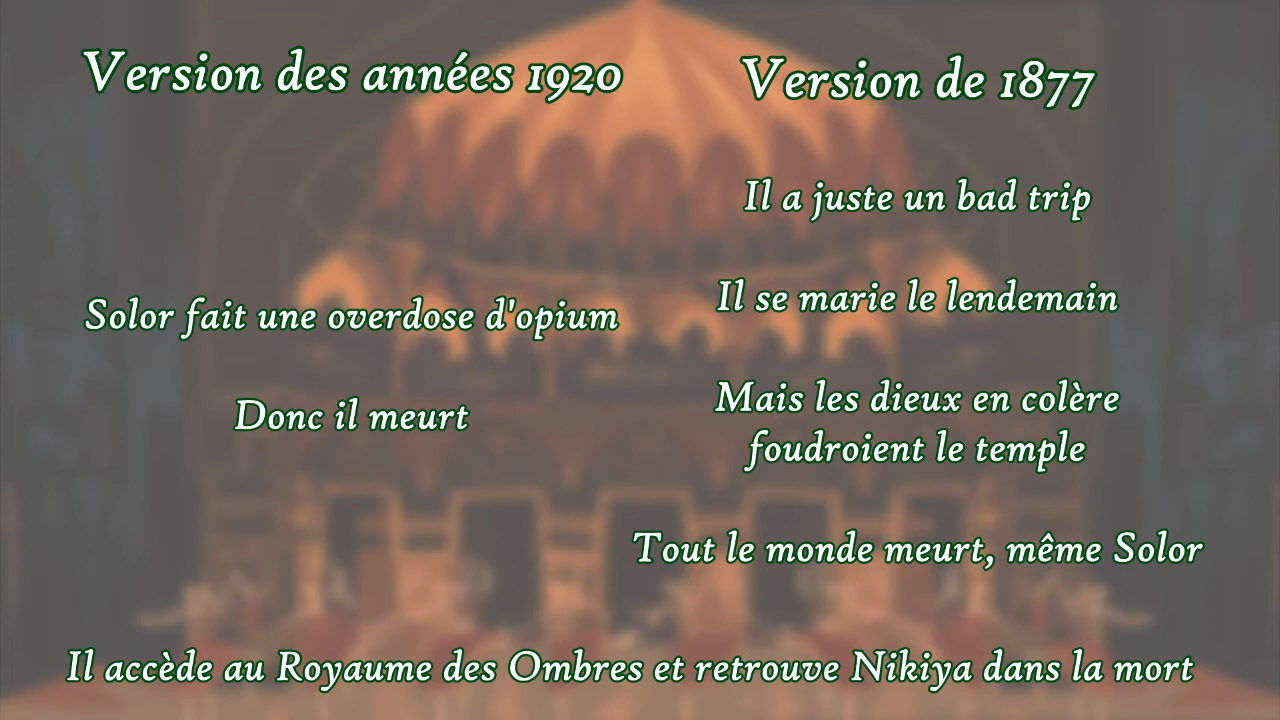 Version des années 1920
Solor fait une overdose d'opium
Donc il meurt
Version de 1877
Il a juste un bad trip
Il se marie le lendemain
Mais les dieux en colère
foudroient le temple
Tout le monde meurt, même Solor
Il accède au Royaume des Ombres et retrouve Nikiya dans la mort